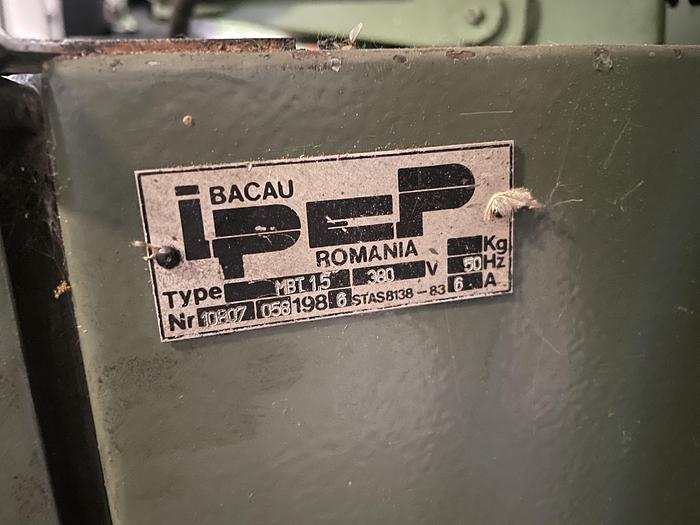 BACAU
iPEP
ROMANIA
Kg
Type MBT 1,5 380 V 50 Hz
Nr 10807 058 198 6 STAS 8138 - 83 6 A